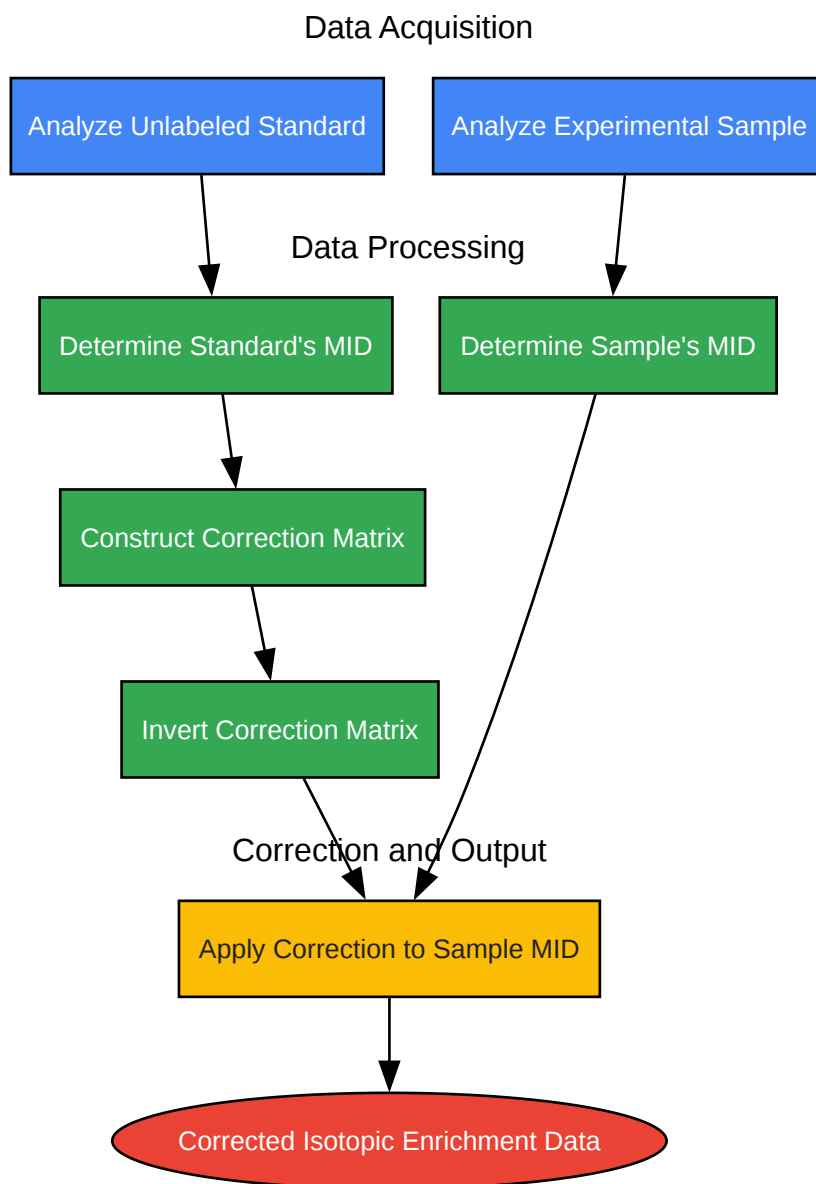 Data Acquisition
Analyze Unlabeled Standard
Analyze Experimental Sample
Data Processing
Determine Standard's MID
Determine Sample's MID
Construct Correction Matrix
Invert Correction Matrix
Correction and Output
Apply Correction to Sample MID
Corrected Isotopic Enrichment Data